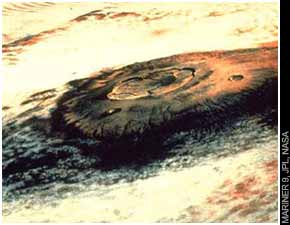 MARINER 9, JPL, NASA